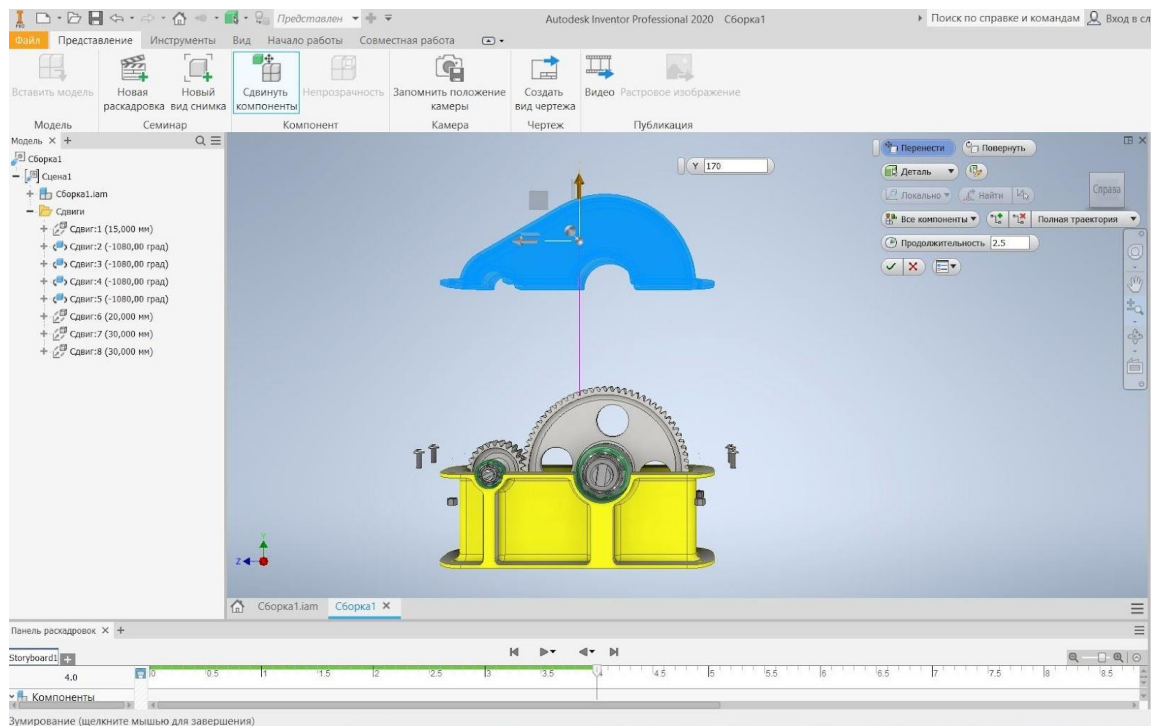 PRO
Представлен
Autodesk Inventor Professional 2020 Сборка1
Поиск по справке и командам
Вход в сл
Файл Представление Инструменты Вид Начало работы Совместная работа
Вставить модель
Новая раскадровка
Новый вид снимка
Сдвинуть компоненты
Непрозрачность
Запомнить положение камеры
Создать вид чертежа
Видео
Растровое изображение
Модель Семинар Компонент Камера Чертеж Публикация
Модель × +
Сборка1
Сцена1
Сборка1.iam
Сдвиги
Сдвиг:1 (15,000 мм)
Сдвиг:2 (-1080,00 град)
Сдвиг:3 (-1080,00 град)
Сдвиг:4 (-1080,00 град)
Сдвиг:5 (-1080,00 град)
Сдвиг:6 (20,000 мм)
Сдвиг:7 (30,000 мм)
Сдвиг:8 (30,000 мм)
Y 170
Перенести Повернуть
Деталь
Локально Найти
Все компоненты Полная траектория
Продолжительность 2.5
Справа
Y
Z
Сборка1.iam Сборка1 ×
Панель раскадровок × +
Storyboard1 +
4.0
0 0.5 1 1.5 2 2.5 3 3.5 4 4.5 5 5.5 6 6.5 7 7.5 8 8.5
Компоненты
Зумирование (щелкните мышью для завершения)